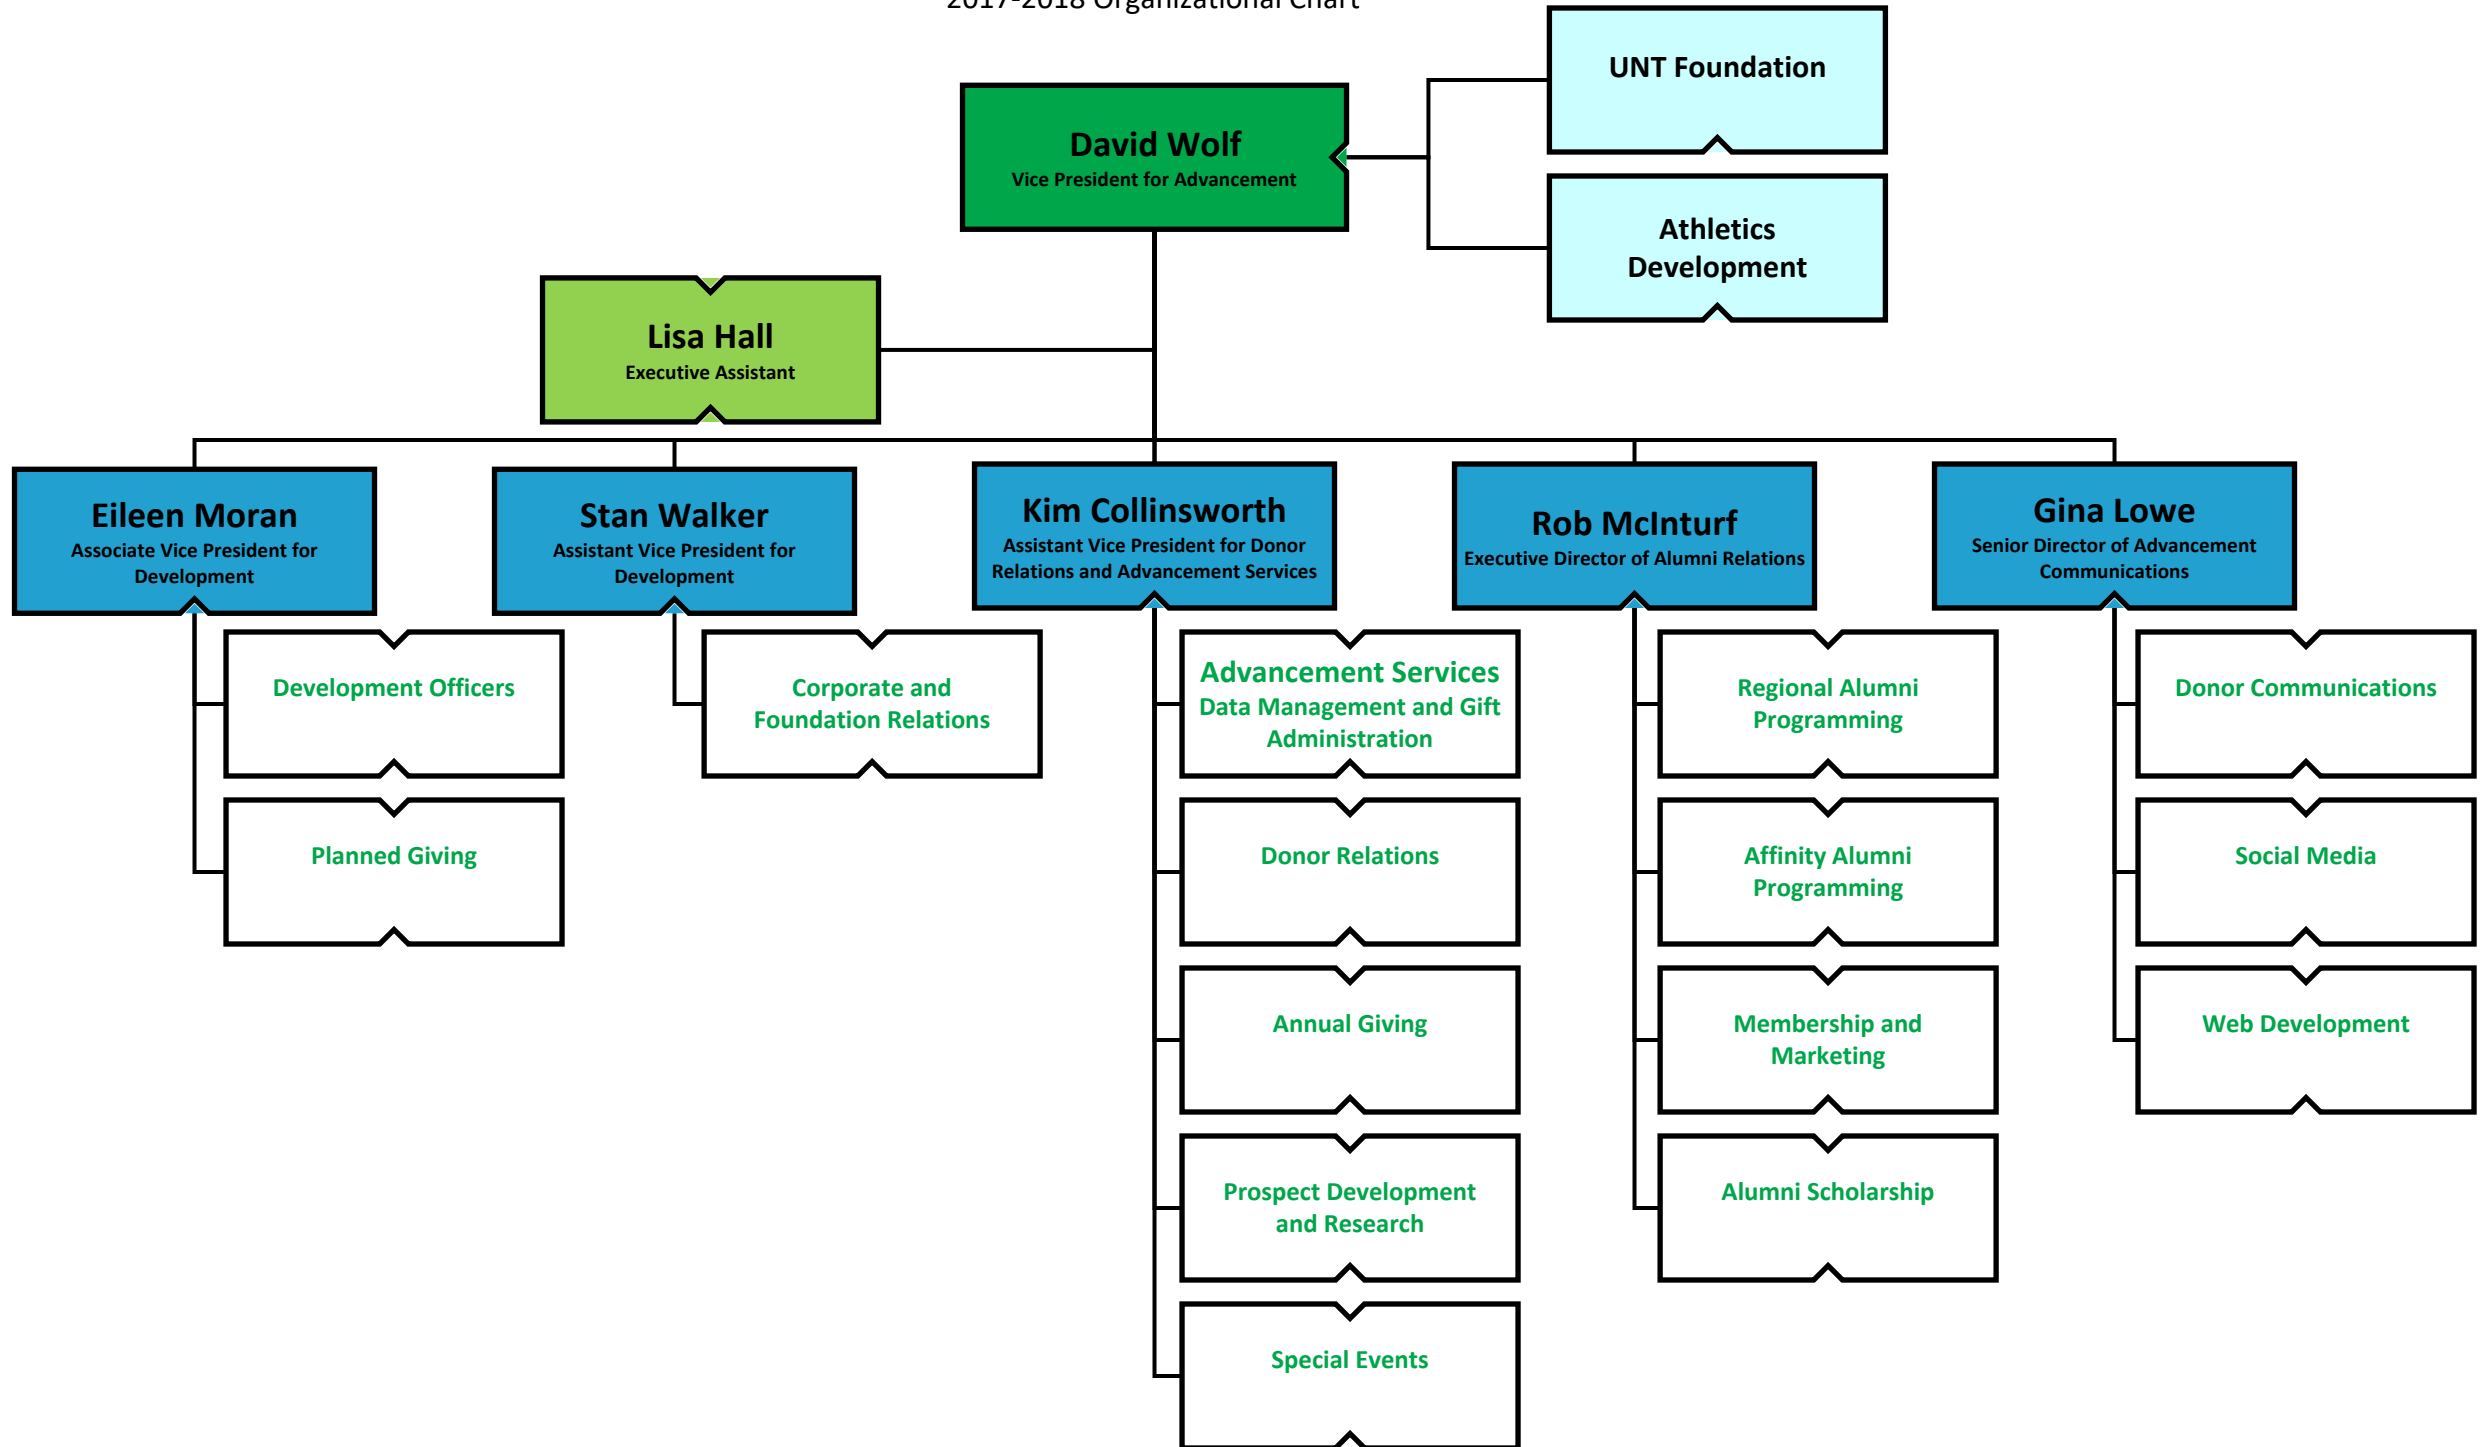 2017-2018 Organizational Chart
UNT Foundation
David Wolf
Vice President for Advancement
Athletics
Development
Lisa Hall
Executive Assistant
Eileen Moran
Associate Vice President for
Development
Stan Walker
Assistant Vice President for
Development
Kim Collinsworth
Assistant Vice President for Donor
Relations and Advancement Services
Rob McInturf
Executive Director of Alumni Relations
Gina Lowe
Senior Director of Advancement
Communications
Development Officers
Planned Giving
Corporate and
Foundation Relations
Advancement Services
Data Management and Gift
Administration
Donor Relations
Annual Giving
Prospect Development
and Research
Special Events
Regional Alumni
Programming
Affinity Alumni
Programming
Membership and
Marketing
Alumni Scholarship
Donor Communications
Social Media
Web Development